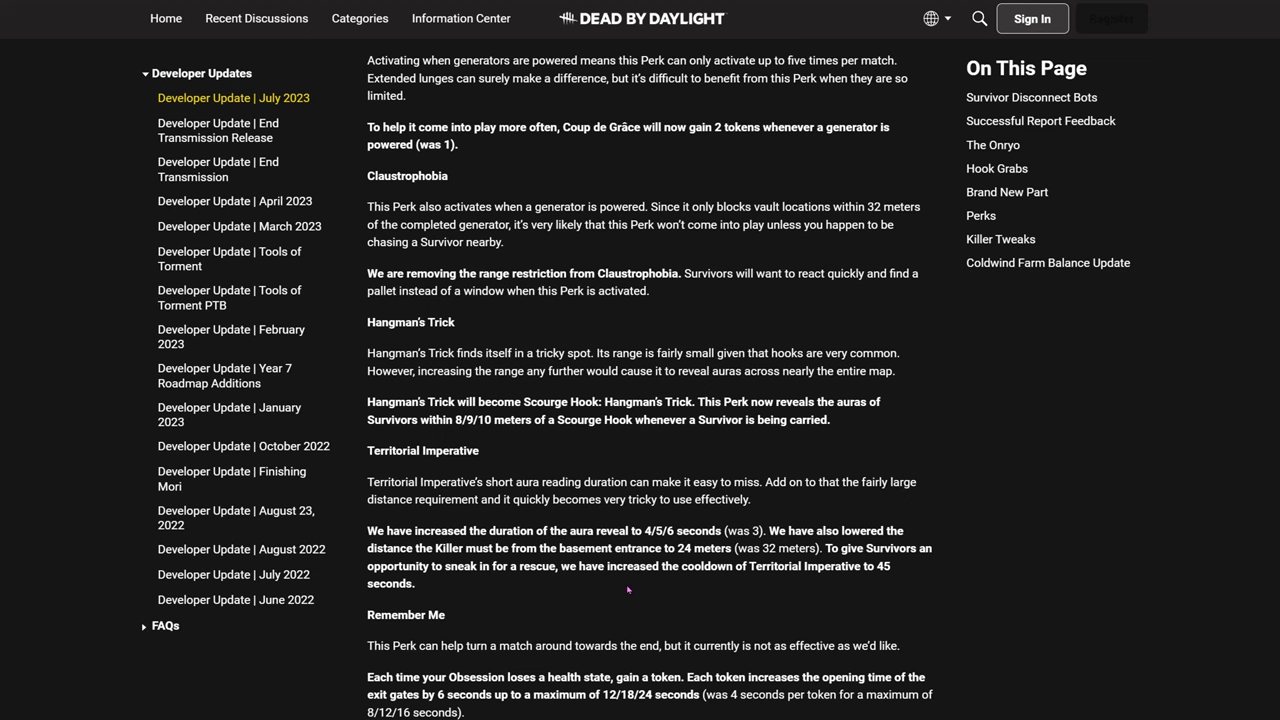 Home
Recent Discussions
Categories
Information Center
DEAD BY DAYLIGHT
Sign In
Register
Developer Updates
Developer Update | July 2023
Developer Update | End
Transmission Release
Developer Update | End
Transmission
Developer Update | April 2023
Developer Update | March 2023
Developer Update | Tools of
Torment
Developer Update | Tools of
Torment PTB
Developer Update | February
2023
Developer Update | Year 7
Roadmap Additions
Developer Update | January
2023
Developer Update | October 2022
Developer Update | Finishing
Mori
Developer Update | August 23,
2022
Developer Update | August 2022
Developer Update | July 2022
Developer Update | June 2022
FAQs
Activating when generators are powered means this Perk can only activate up to five times per match.
Extended lunges can surely make a difference, but it's difficult to benefit from this Perk when they are so
limited.
To help it come into play more often, Coup de Grâce will now gain 2 tokens whenever a generator is
powered (was 1).
Claustrophobia
This Perk also activates when a generator is powered. Since it only blocks vault locations within 32 meters
of the completed generator, it's very likely that this Perk won't come into play unless you happen to be
chasing a Survivor nearby.
We are removing the range restriction from Claustrophobia. Survivors will want to react quickly and find a
pallet instead of a window when this Perk is activated.
Hangman's Trick
Hangman's Trick finds itself in a tricky spot. Its range is fairly small given that hooks are very common.
However, increasing the range any further would cause it to reveal auras across nearly the entire map.
Hangman's Trick will become Scourge Hook: Hangman's Trick. This Perk now reveals the auras of
Survivors within 8/9/10 meters of a Scourge Hook whenever a Survivor is being carried.
Territorial Imperative
Territorial Imperative's short aura reading duration can make it easy to miss. Add on to that the fairly large
distance requirement and it quickly becomes very tricky to use effectively.
We have increased the duration of the aura reveal to 4/5/6 seconds (was 3). We have also lowered the
distance the Killer must be from the basement entrance to 24 meters (was 32 meters). To give Survivors an
opportunity to sneak in for a rescue, we have increased the cooldown of Territorial Imperative to 45
seconds.
Remember Me
This Perk can help turn a match around towards the end, but it currently is not as effective as we'd like.
Each time your Obsession loses a health state, gain a token. Each token increases the opening time of the
exit gates by 6 seconds up to a maximum of 12/18/24 seconds (was 4 seconds per token for a maximum of
8/12/16 seconds).
On This Page
Survivor Disconnect Bots
Successful Report Feedback
The Onryo
Hook Grabs
Brand New Part
Perks
Killer Tweaks
Coldwind Farm Balance Update